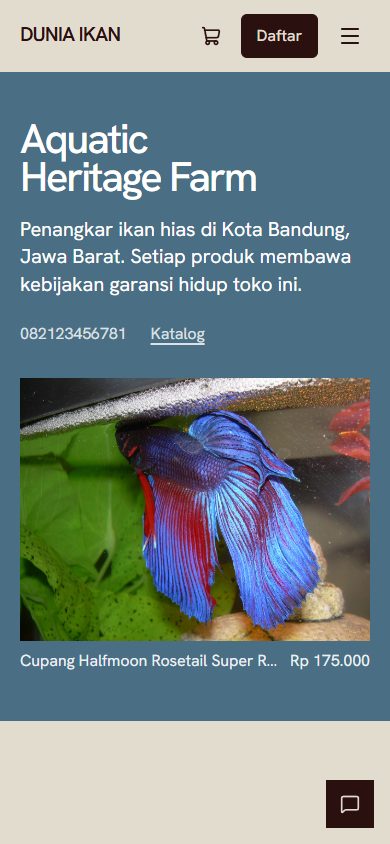 DUNIA IKAN
Daftar
Aquatic
Heritage Farm
Penangkar ikan hias di Kota Bandung,
Jawa Barat. Setiap produk membawa
kebijakan garansi hidup toko ini.
082123456781 Katalog
Cupang Halfmoon Rosetail Super R... Rp 175.000